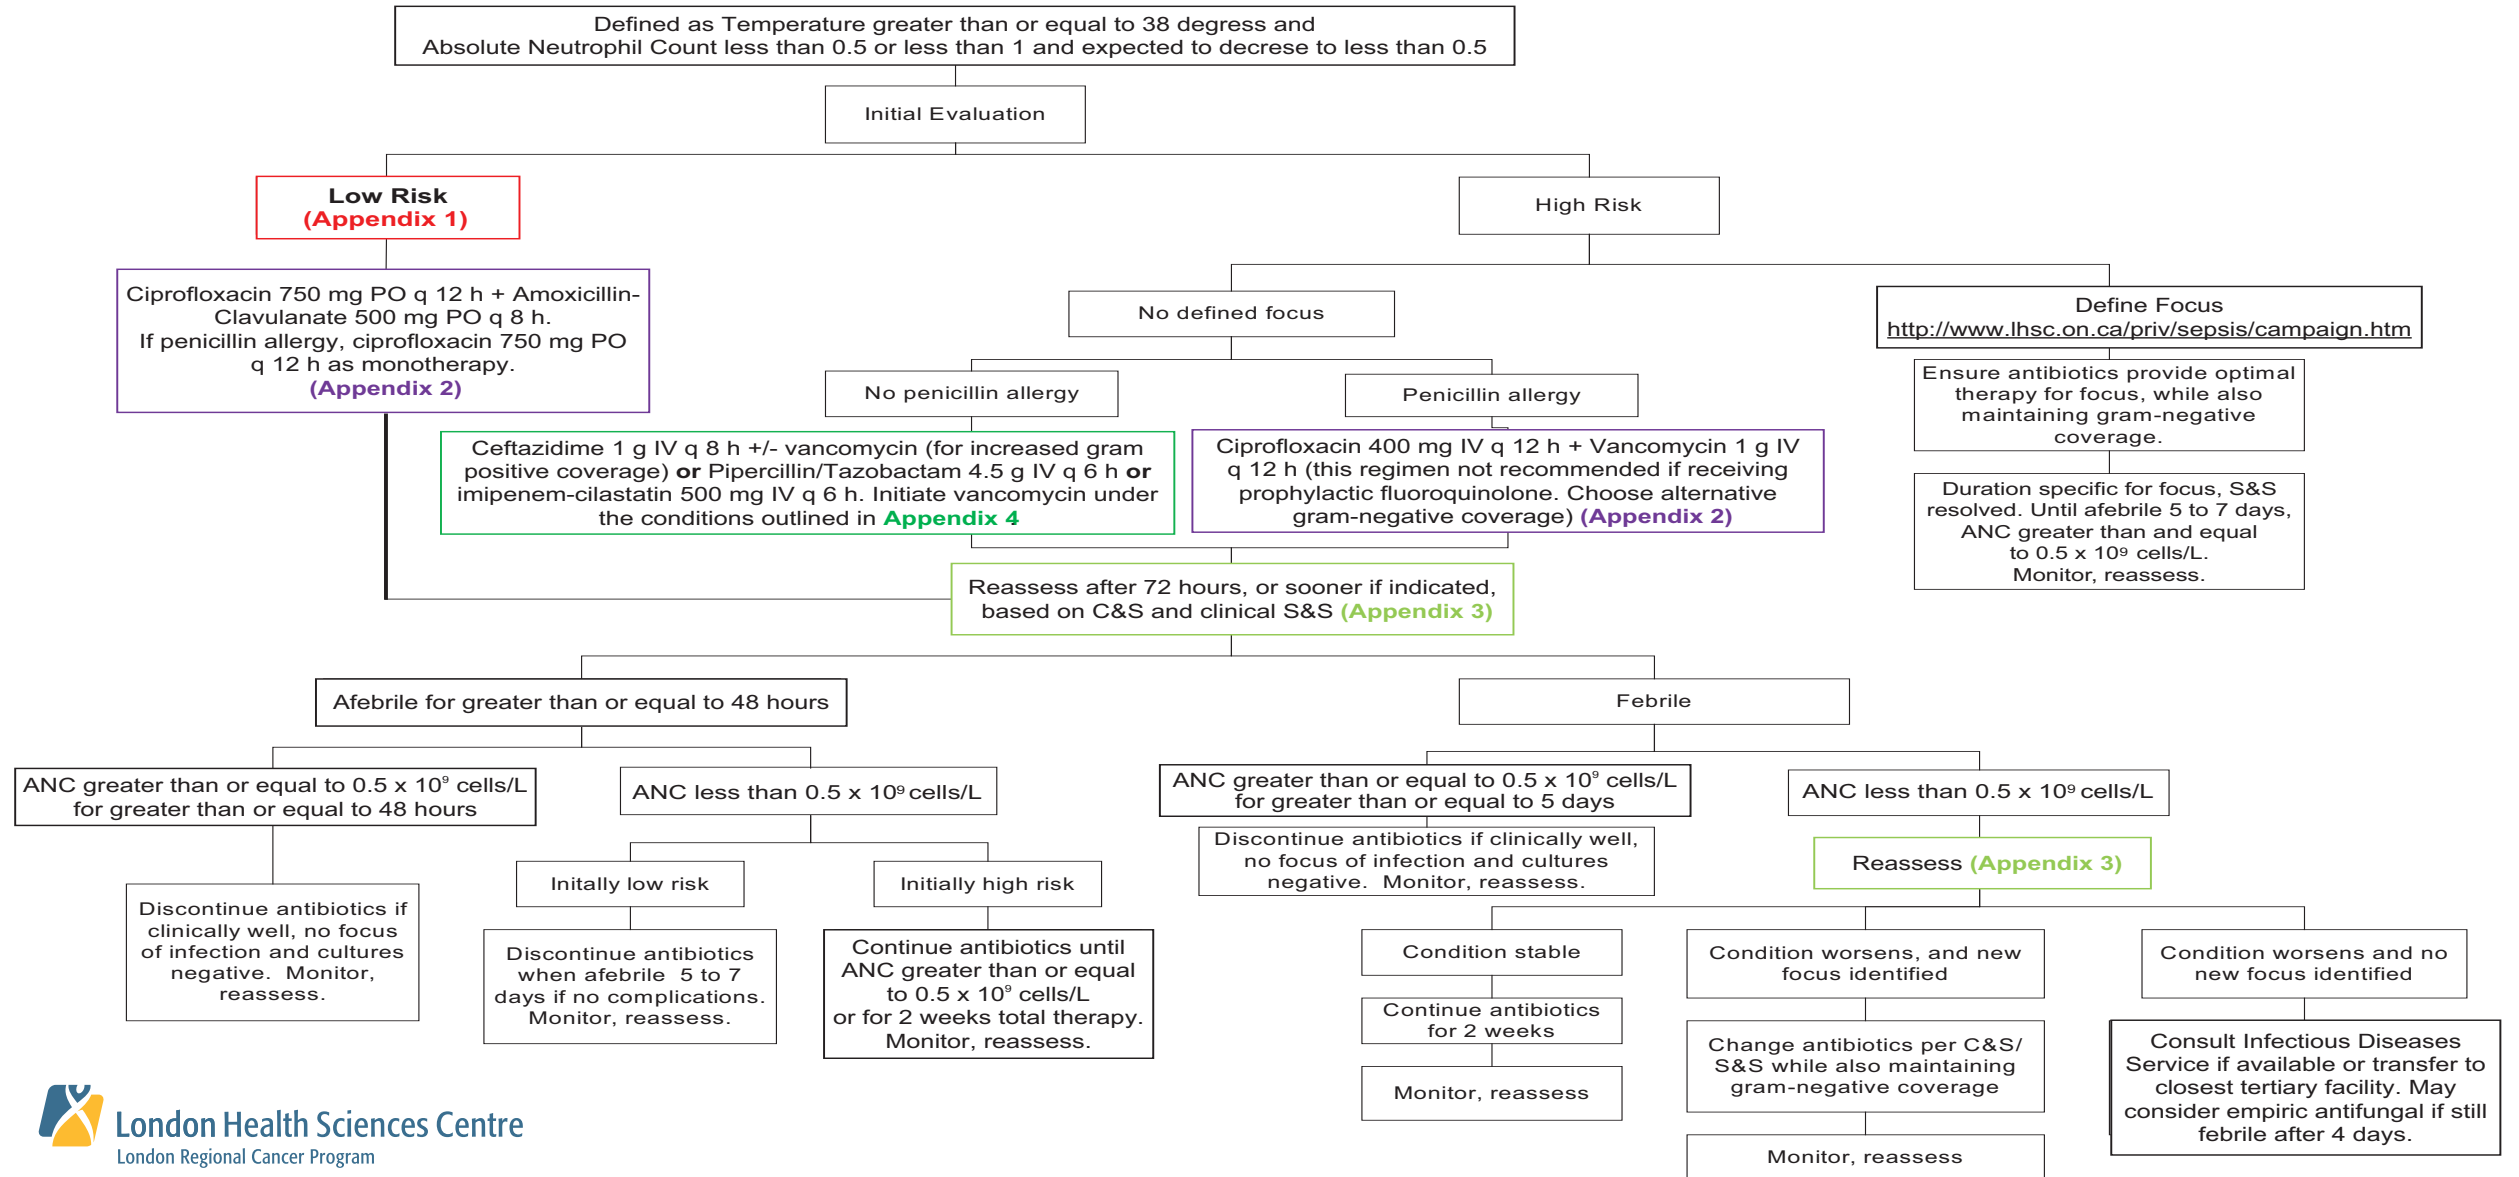 Defined as Temperature greater than or equal to 38 degress and
Absolute Neutrophil Count less than 0.5 or less than 1 and expected to decrese to less than 0.5
Initial Evaluation
Low Risk
(Appendix 1)
High Risk
Ciprofloxacin 750 mg PO q 12 h + Amoxicillin-
Clavulanate 500 mg PO q 8 h.
If penicillin allergy, ciprofloxacin 750 mg PO
q 12 h as monotherapy.
(Appendix 2)
No defined focus
Define Focus
http://www.lhsc.on.ca/priv/sepsis/campaign.htm
No penicillin allergy
Penicillin allergy
Ensure antibiotics provide optimal
therapy for focus, while also
maintaining gram-negative
coverage.
Ceftazidime 1 g IV q 8 h +/- vancomycin (for increased gram
positive coverage) or Pipercillin/Tazobactam 4.5 g IV q 6 h or
imipenem-cilastatin 500 mg IV q 6 h. Initiate vancomycin under
the conditions outlined in Appendix 4
Ciprofloxacin 400 mg IV q 12 h + Vancomycin 1 g IV
q 12 h (this regimen not recommended if receiving
prophylactic fluoroquinolone. Choose alternative
gram-negative coverage) (Appendix 2)
Duration specific for focus, S&S
resolved. Until afebrile 5 to 7 days,
ANC greater than and equal
to 0.5 x 10⁹ cells/L.
Monitor, reassess.
Reassess after 72 hours, or sooner if indicated,
based on C&S and clinical S&S (Appendix 3)
Afebrile for greater than or equal to 48 hours
Febrile
ANC greater than or equal to 0.5 x 10⁹ cells/L
for greater than or equal to 48 hours
ANC less than 0.5 x 10⁹ cells/L
ANC greater than or equal to 0.5 x 10⁹ cells/L
for greater than or equal to 5 days
ANC less than 0.5 x 10⁹ cells/L
Discontinue antibiotics if clinically well,
no focus of infection and cultures
negative. Monitor, reassess.
Reassess (Appendix 3)
Initally low risk
Initially high risk
Discontinue antibiotics if
clinically well, no focus
of infection and cultures
negative. Monitor,
reassess.
Discontinue antibiotics
when afebrile 5 to 7
days if no complications.
Monitor, reassess.
Continue antibiotics until
ANC greater than or equal
to 0.5 x 10⁹ cells/L
or for 2 weeks total therapy.
Monitor, reassess.
Condition stable
Condition worsens, and new
focus identified
Condition worsens and no
new focus identified
Continue antibiotics
for 2 weeks
Change antibiotics per C&S/
S&S while also maintaining
gram-negative coverage
Consult Infectious Diseases
Service if available or transfer to
closest tertiary facility. May
consider empiric antifungal if still
febrile after 4 days.
Monitor, reassess
Monitor, reassess
London Health Sciences Centre
London Regional Cancer Program